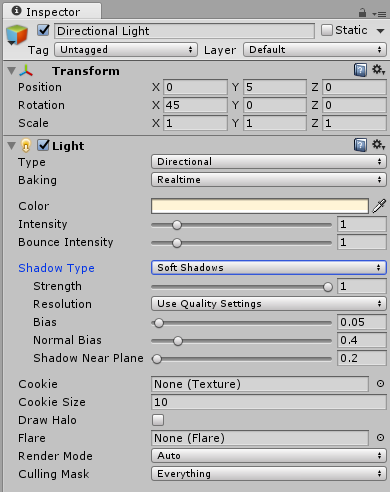 Inspector
Directional Light Static
Tag Untagged Layer Default
Transform
Position X 0 Y 5 Z 0
Rotation X 45 Y 0 Z 0
Scale X 1 Y 1 Z 1
Light
Type Directional
Baking Realtime
Color
Intensity 1
Bounce Intensity 1
Shadow Type Soft Shadows
Strength 1
Resolution Use Quality Settings
Bias 0.05
Normal Bias 0.4
Shadow Near Plane 0.2
Cookie None (Texture)
Cookie Size 10
Draw Halo
Flare None (Flare)
Render Mode Auto
Culling Mask Everything